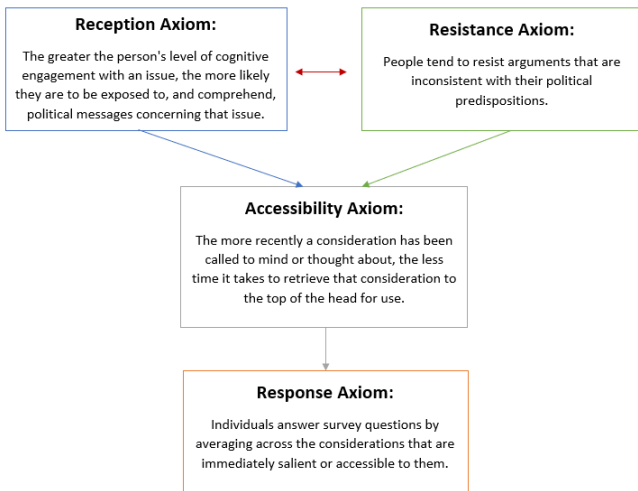 Reception Axiom:
The greater the person's level of cognitive
engagement with an issue, the more likely
they are to be exposed to, and comprehend,
political messages concerning that issue.
Resistance Axiom:
People tend to resist arguments that are
inconsistent with their political
predispositions.
Accessibility Axiom:
The more recently a consideration has been
called to mind or thought about, the less
time it takes to retrieve that consideration to
the top of the head for use.
Response Axiom:
Individuals answer survey questions by
averaging across the considerations that are
immediately salient or accessible to them.